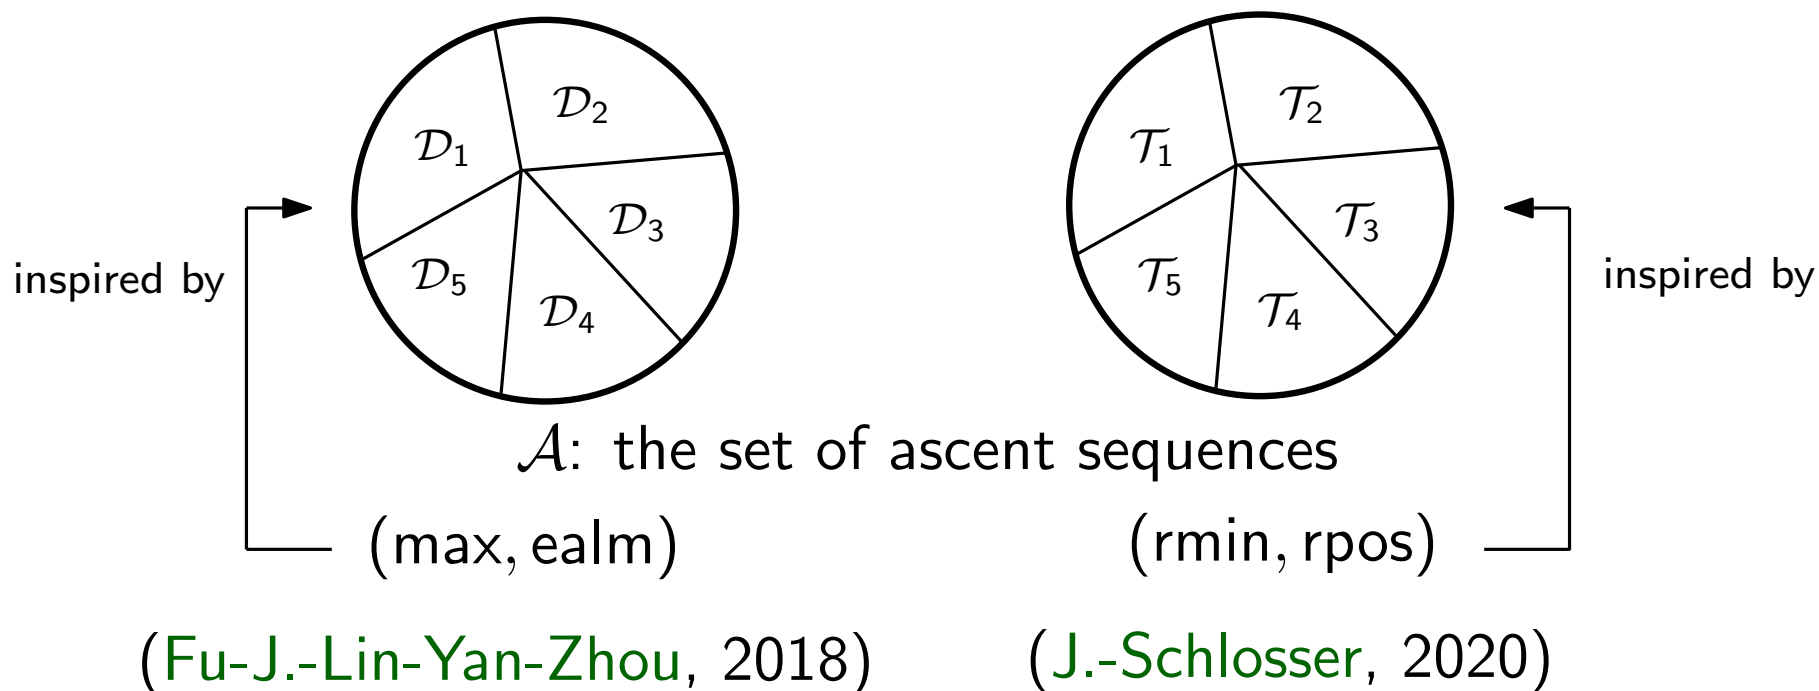 𝒟₁
𝒟₂
𝒟₃
𝒟₄
𝒟₅
𝒯₁
𝒯₂
𝒯₃
𝒯₄
𝒯₅
inspired by
inspired by
𝒜: the set of ascent sequences
(max, ealm)
(rmin, rpos)
(Fu-J.-Lin-Yan-Zhou, 2018)
(J.-Schlosser, 2020)